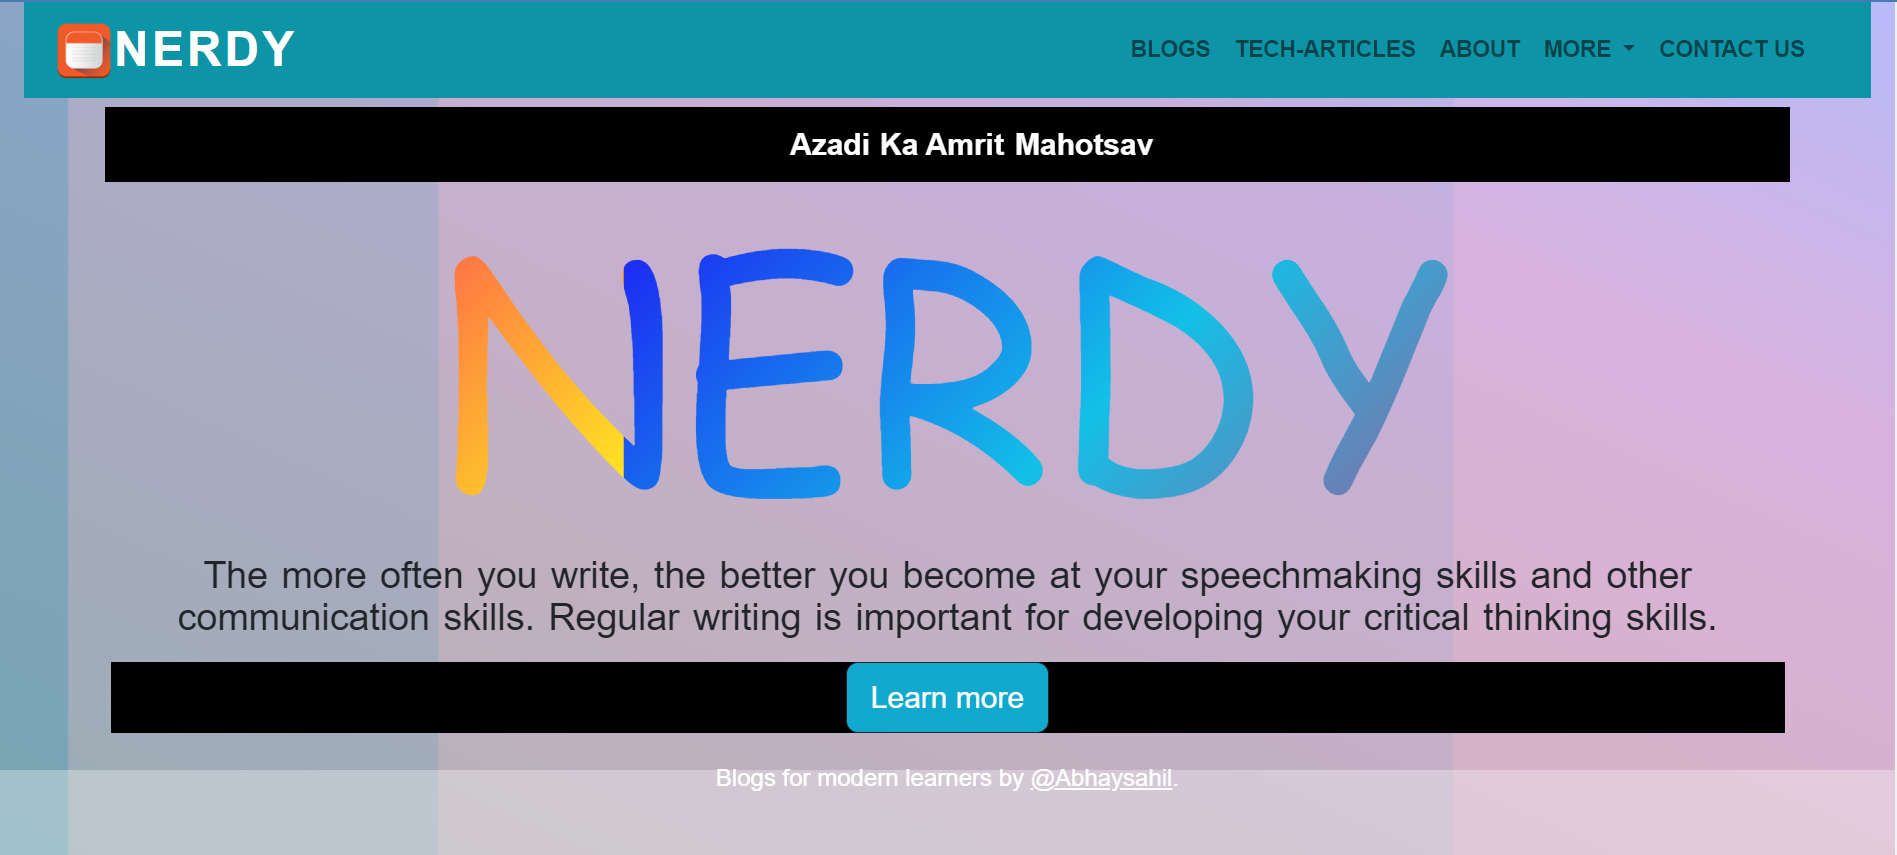 NERDY
BLOGS TECH-ARTICLES ABOUT MORE CONTACT US
Azadi Ka Amrit Mahotsav
NERDY
The more often you write, the better you become at your speechmaking skills and other
communication skills. Regular writing is important for developing your critical thinking skills.
Learn more
Blogs for modern learners by @Abhaysahil.